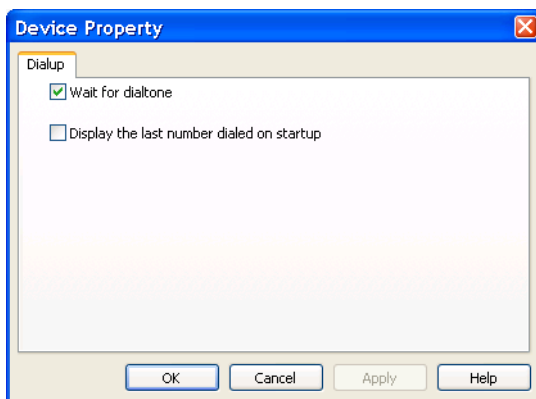 Device Property
Dialup
Wait for dialtone
Display the last number dialed on startup
OK Cancel Apply Help